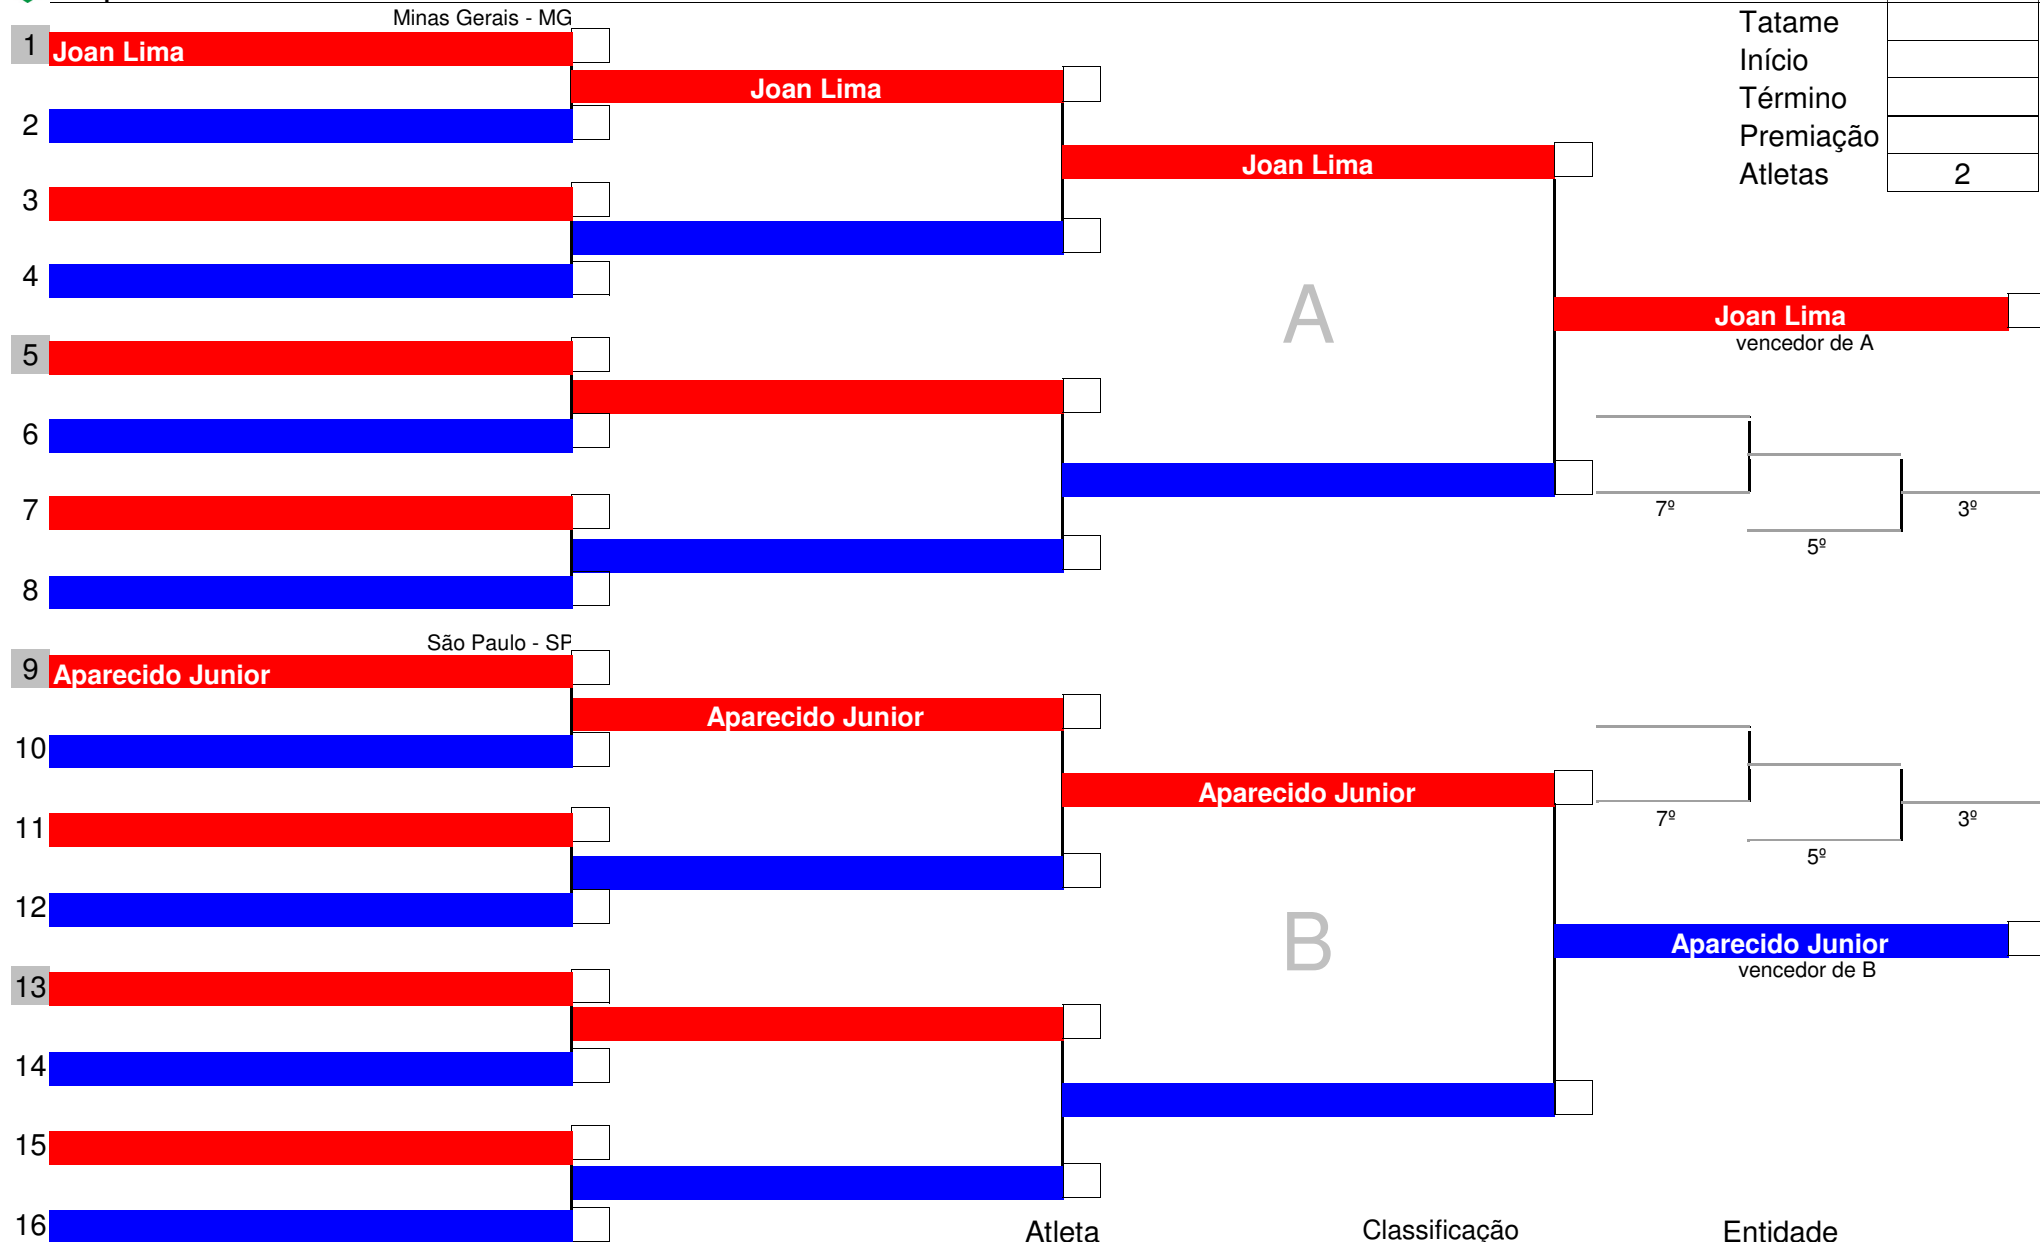 Minas Gerais - MG
1 Joan Lima
Joan Lima
2
Joan Lima
3
4
A
Joan Lima
vencedor de A
5
6
7
7º
3º
5º
8
São Paulo - SP
9 Aparecido Junior
Aparecido Junior
10
Aparecido Junior
11
7º
3º
5º
12
B
Aparecido Junior
vencedor de B
13
14
15
16
Tatame
Início
Término
Premiação
Atletas 2
Atleta Classificação Entidade